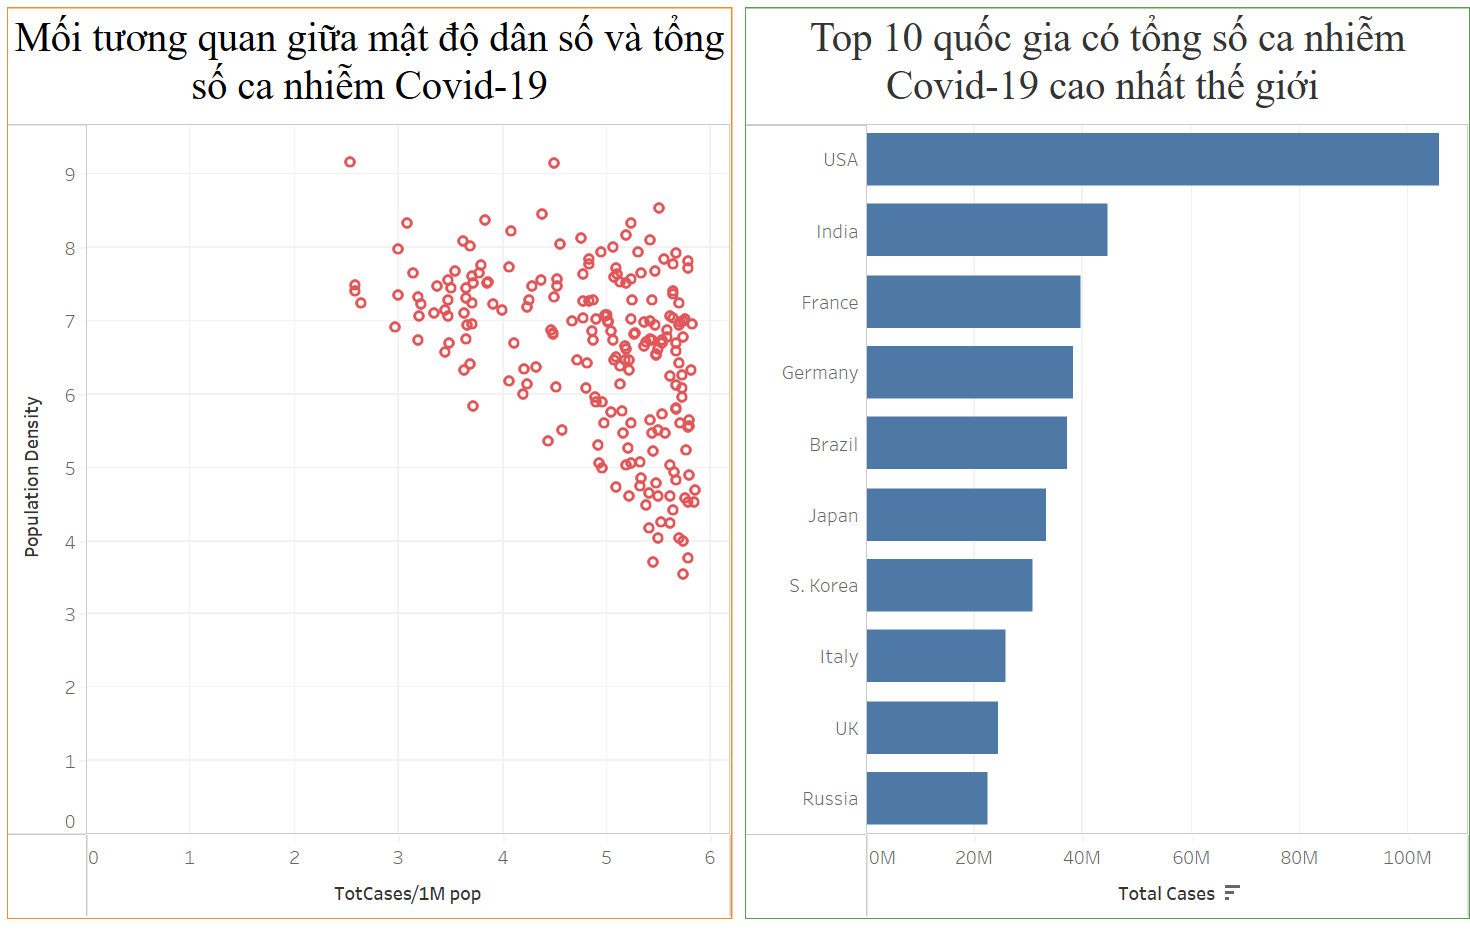 Mối tương quan giữa mật độ dân số và tổng
số ca nhiễm Covid-19
9
8
7
6
5
4
3
2
1
0
Population Density
0 1 2 3 4 5 6
TotCases/1M pop
Top 10 quốc gia có tổng số ca nhiễm
Covid-19 cao nhất thế giới
USA
India
France
Germany
Brazil
Japan
S. Korea
Italy
UK
Russia
0M 20M 40M 60M 80M 100M
Total Cases